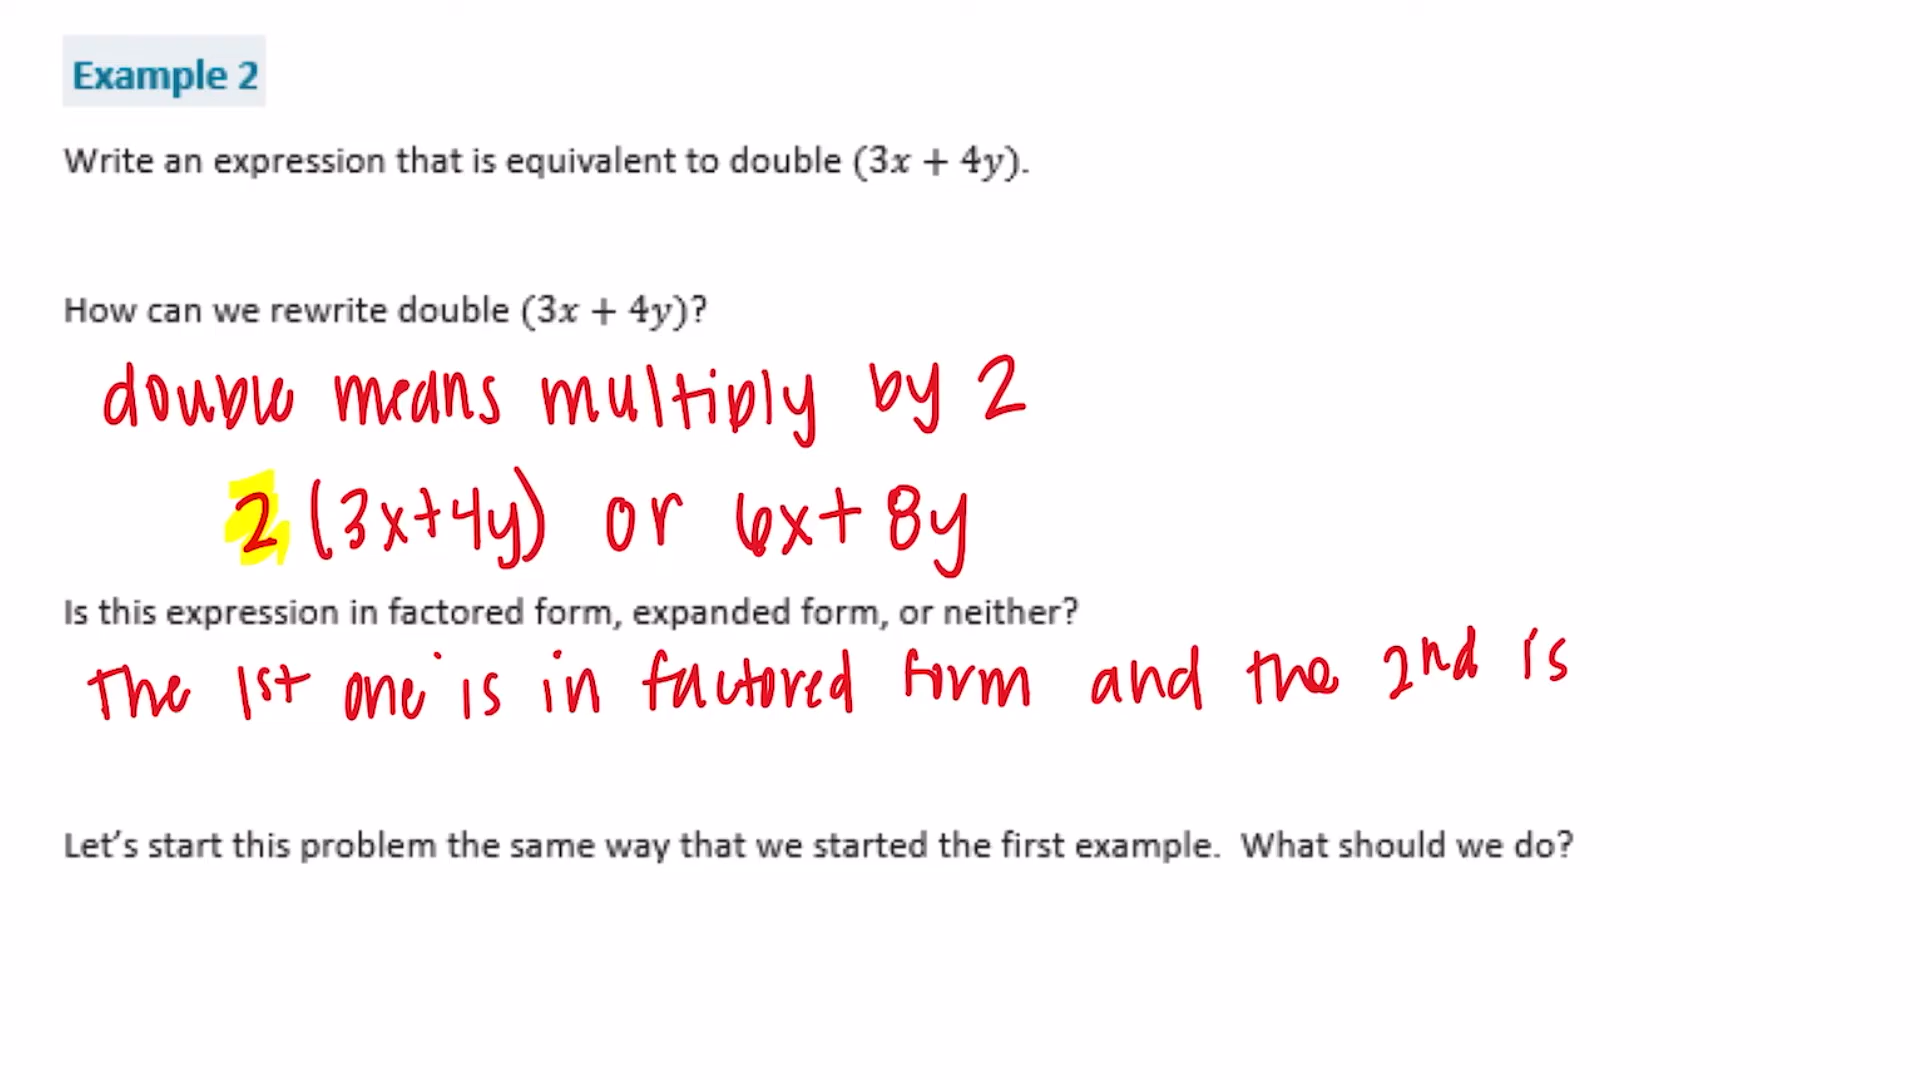 Example 2
Write an expression that is equivalent to double (3x + 4y).
How can we rewrite double (3x + 4y)?
double means multiply by 2
2 (3x+4y) or 6x+ 8y
Is this expression in factored form, expanded form, or neither?
The 1st one is in factored form and the 2nd is
Let's start this problem the same way that we started the first example. What should we do?